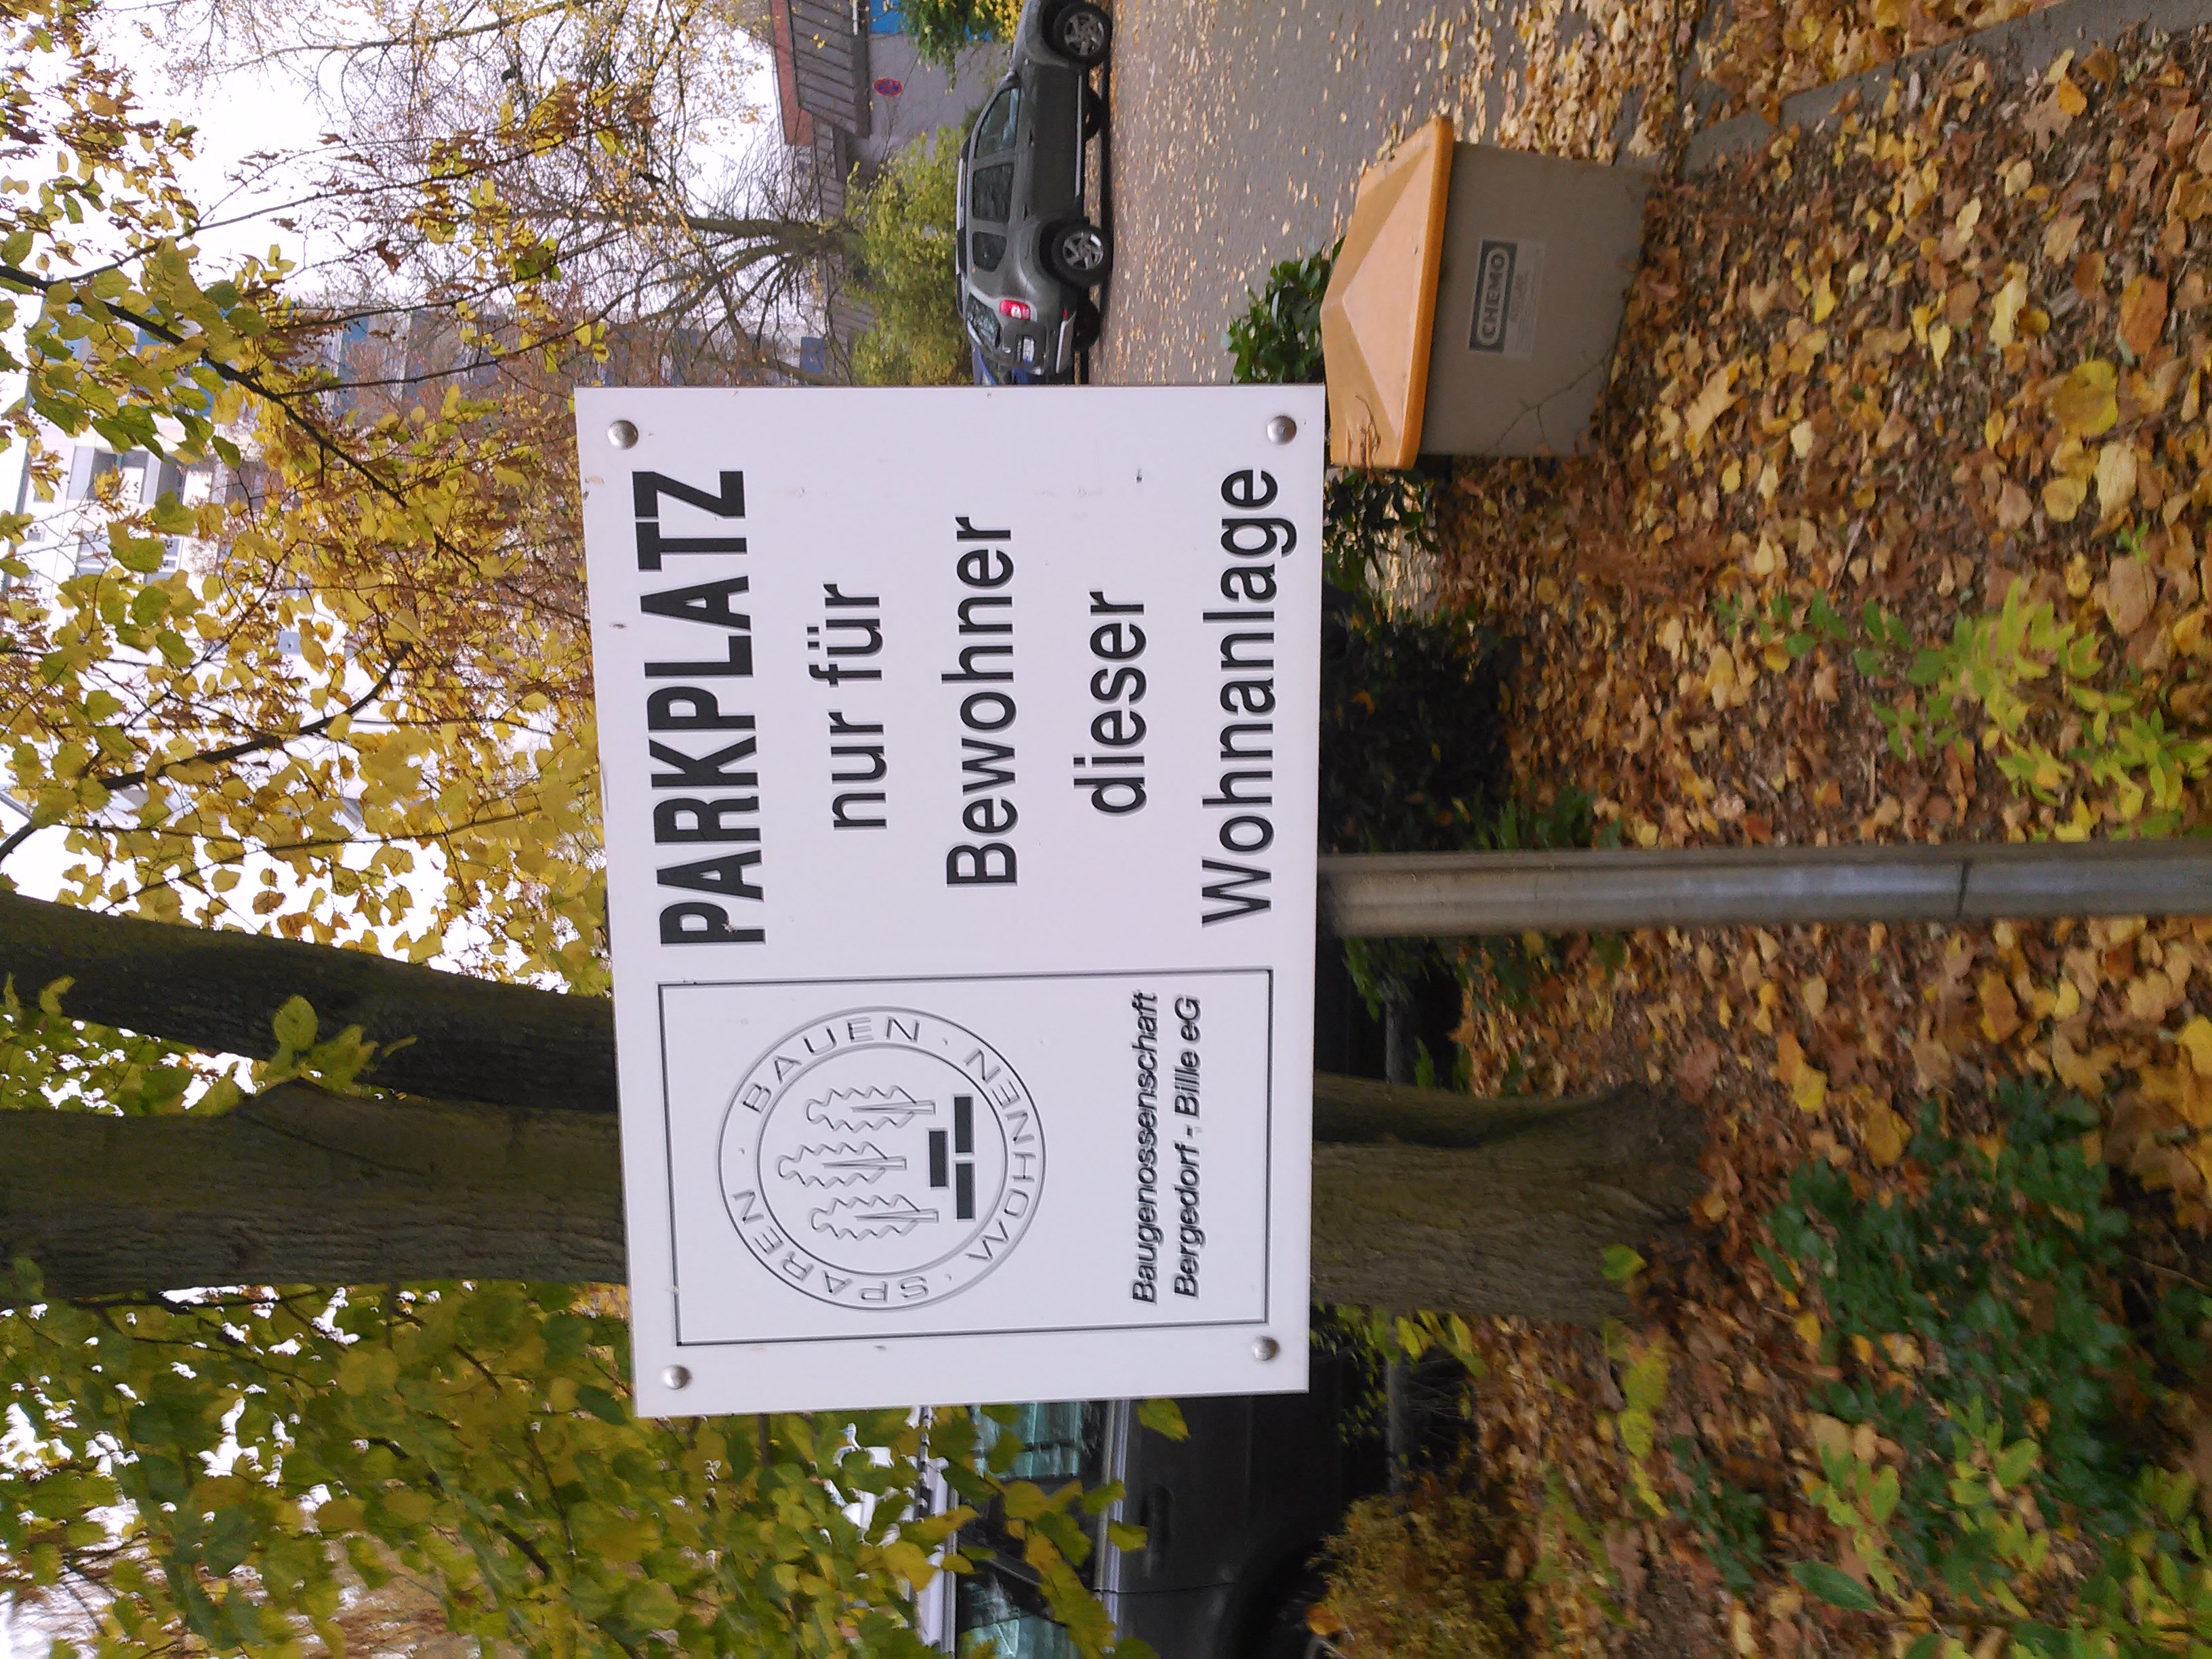 SPAREN · BAUEN · WOHNEN ·
Baugenossenschaft
Bergedorf - Bille eG
PARKPLATZ
nur für
Bewohner
dieser
Wohnanlage
CHEMO